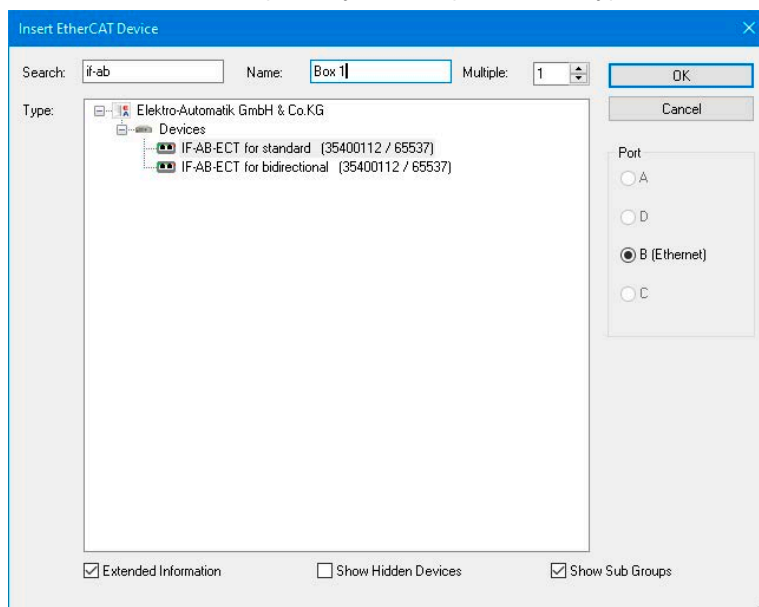 Insert EtherCAT Device
Search: if-ab Name: Box 1 Multiple: 1 OK
Type: Elektro-Automatik GmbH & Co.KG Cancel
Devices
IF-AB-ECT for standard (35400112 / 65537)
IF-AB-ECT for bidirectional (35400112 / 65537)
Port
A
D
B (Ethernet)
C
Extended Information Show Hidden Devices Show Sub Groups